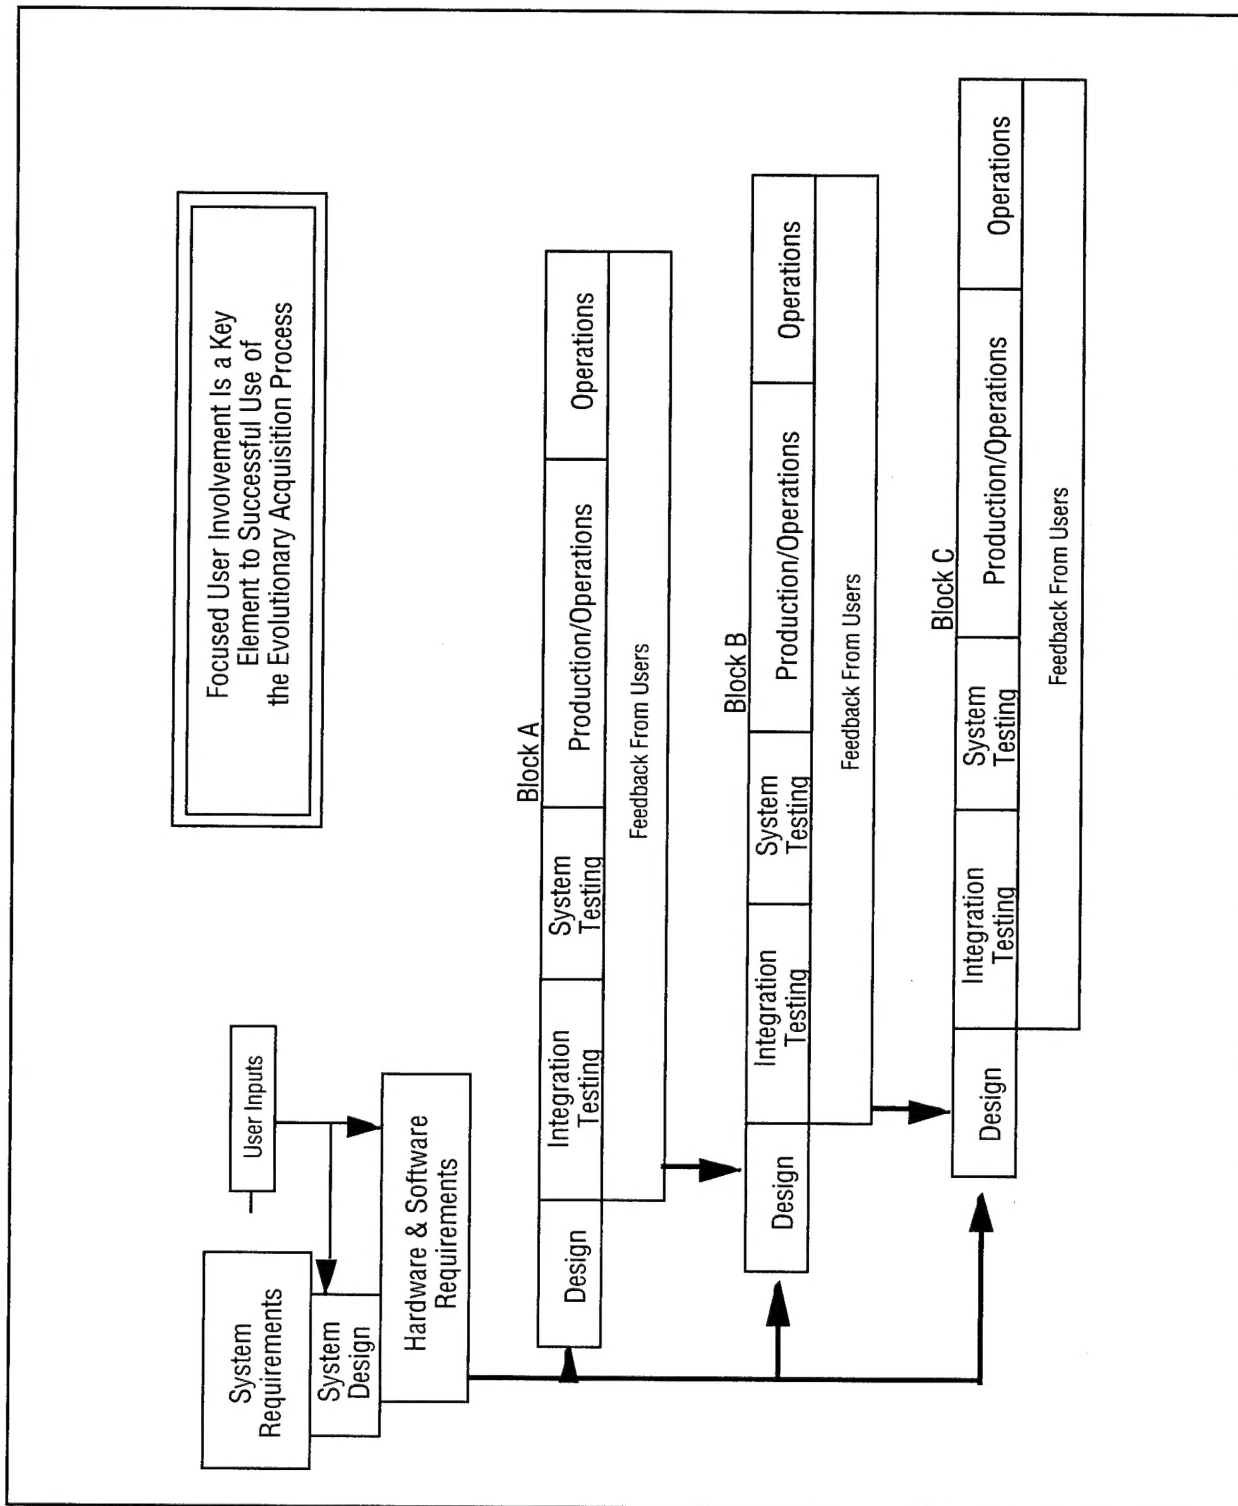 Focused User Involvement Is a Key
Element to Successful Use of
the Evolutionary Acquisition Process
User Inputs
System
Requirements
System
Design
Hardware & Software
Requirements
Block A
Design
Integration
Testing
System
Testing
Production/Operations
Operations
Feedback From Users
Block B
Design
Integration
Testing
System
Testing
Production/Operations
Operations
Feedback From Users
Block C
Design
Integration
Testing
System
Testing
Production/Operations
Operations
Feedback From Users